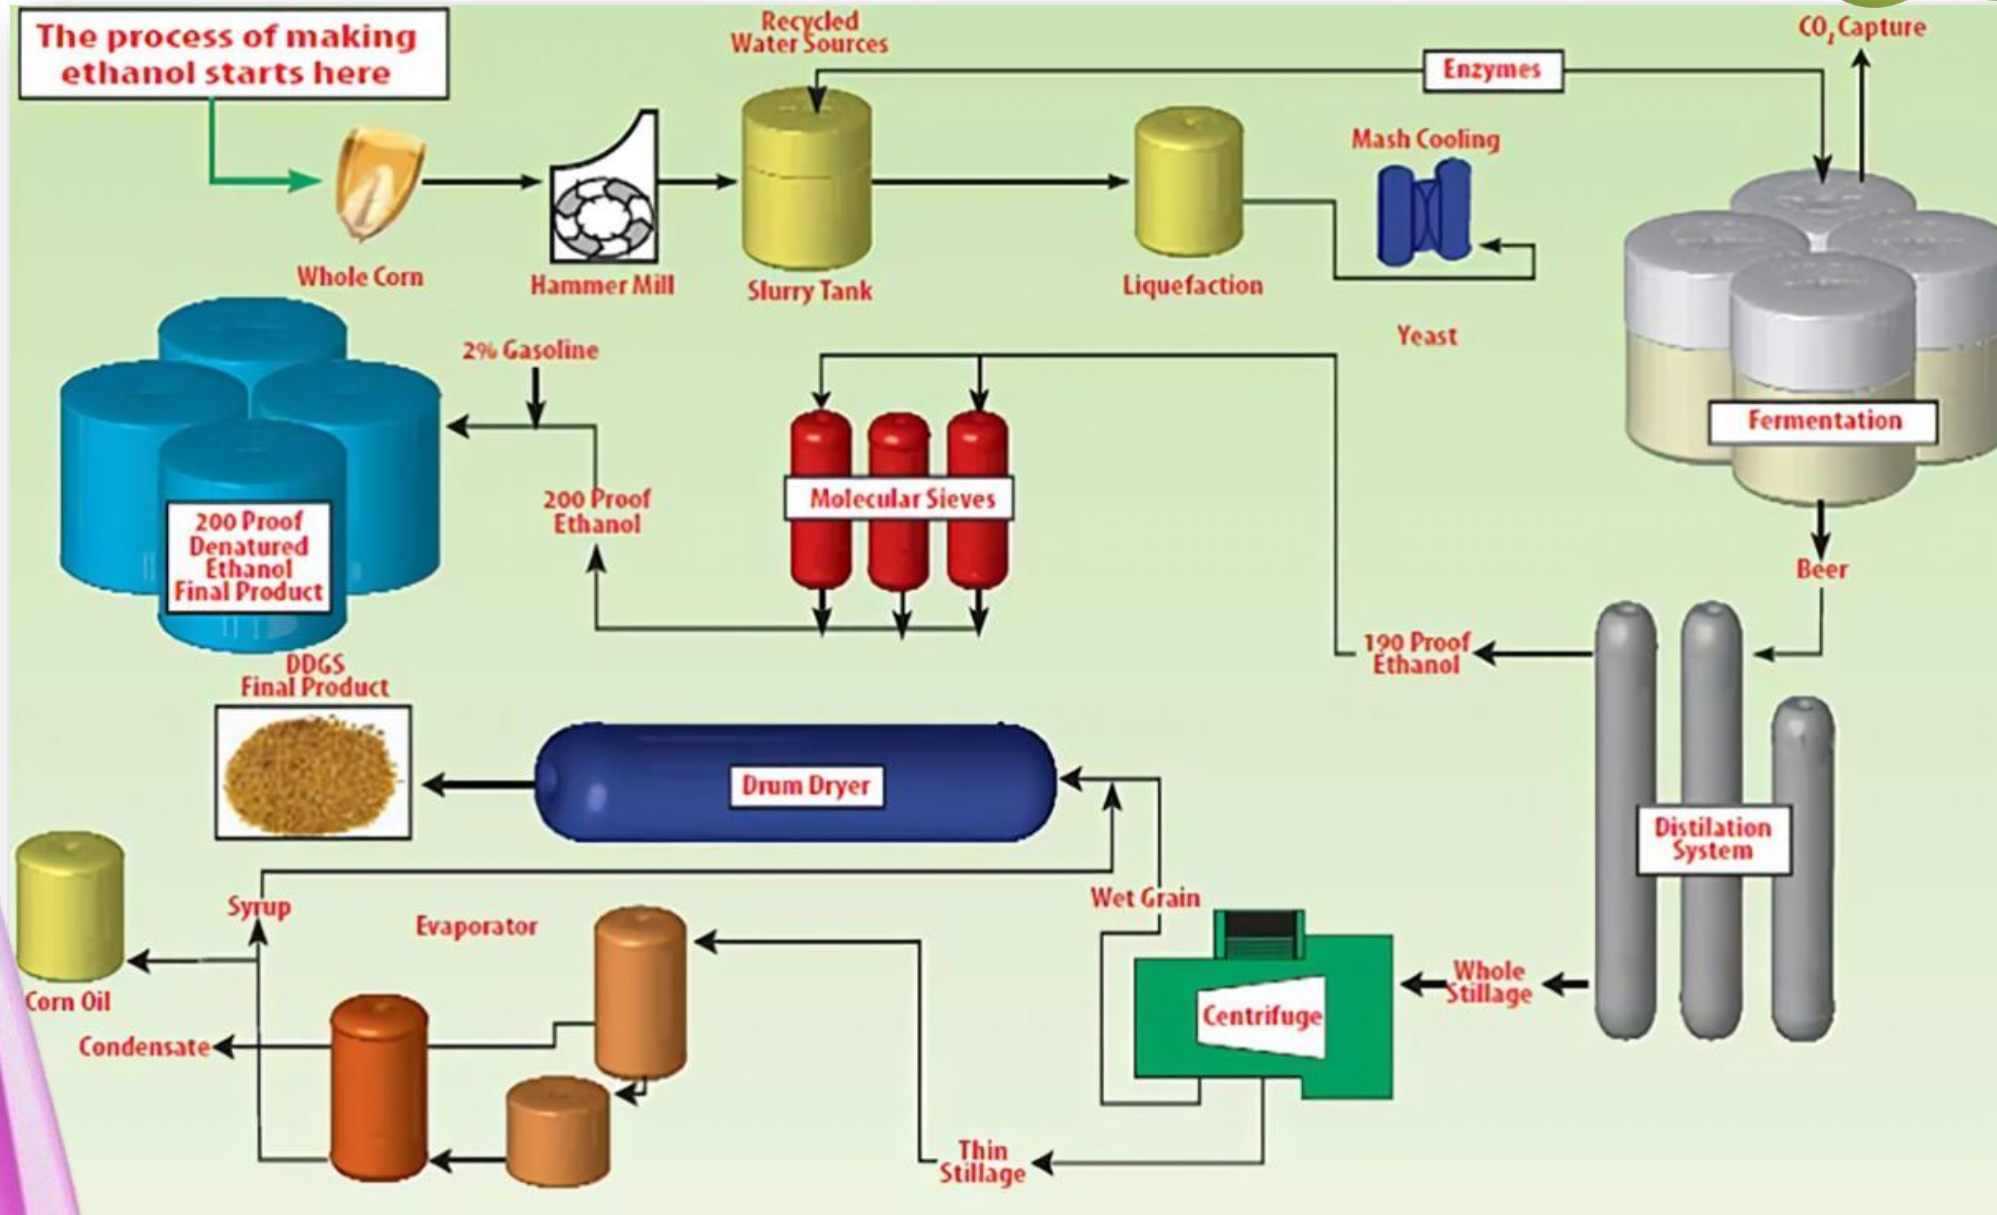 The process of making
ethanol starts here
Recycled
Water Sources
Enzymes
CO₂ Capture
Mash Cooling
Whole Corn
Hammer Mill
Slurry Tank
Liquefaction
Yeast
2% Gasoline
Fermentation
200 Proof
Ethanol
Molecular Sieves
200 Proof
Denatured
Ethanol
Final Product
Beer
190 Proof
Ethanol
DDGS
Final Product
Drum Dryer
Distilation
System
Syrup
Evaporator
Wet Grain
Whole
Stillage
Corn Oil
Centrifuge
Condensate
Thin
Stillage